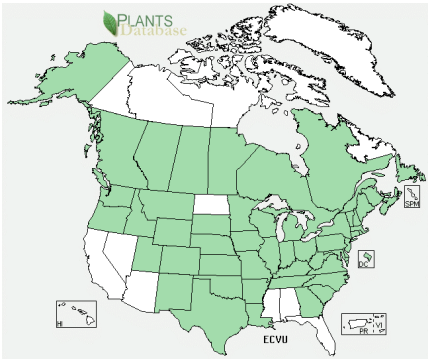 PLANTS
Database
SPM
DC
HI
PR
VI
ECVU